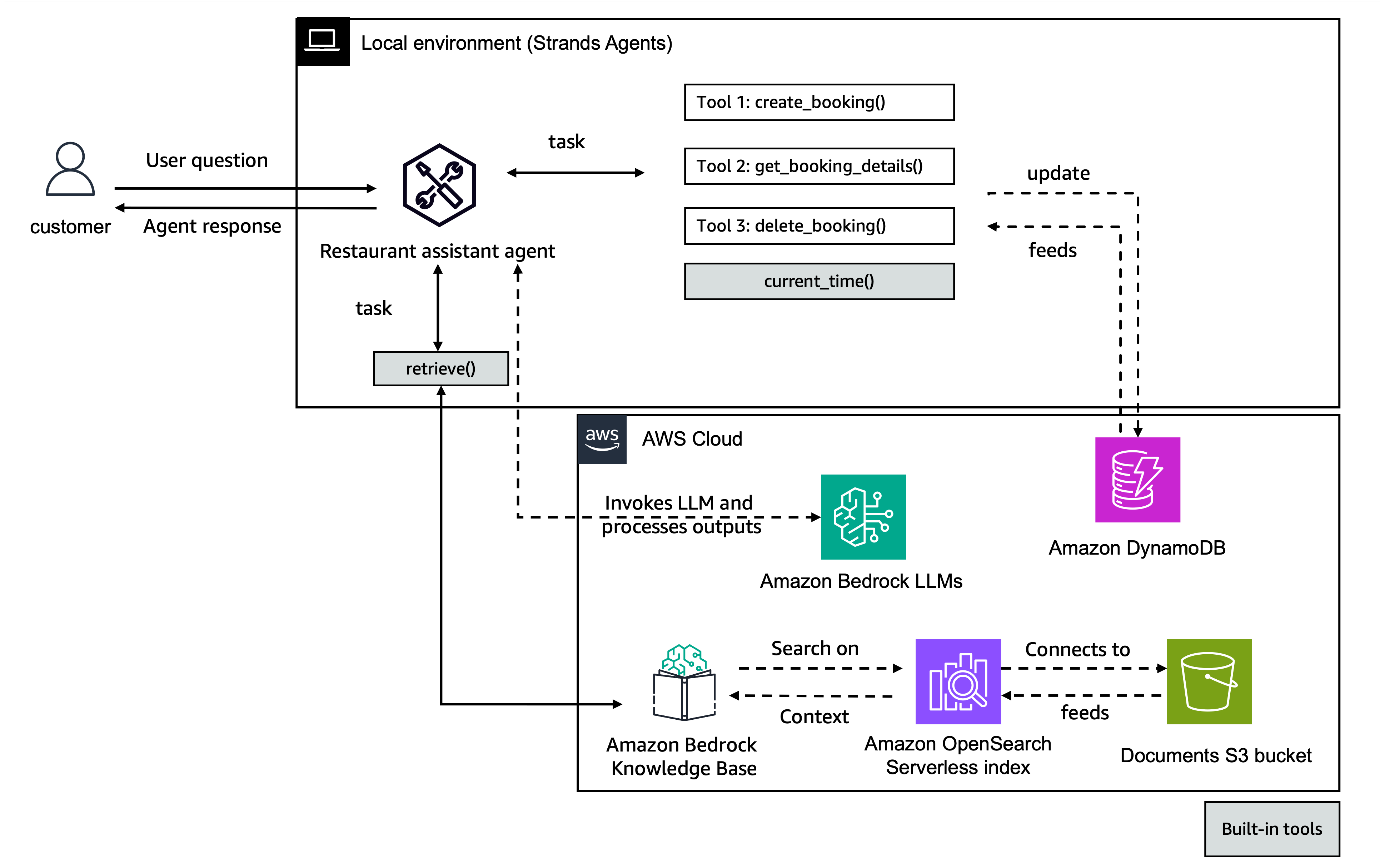 Local environment (Strands Agents)
Tool 1: create_booking()
task
User question
Tool 2: get_booking_details()
update
customer
Agent response
Tool 3: delete_booking()
Restaurant assistant agent
feeds
current_time()
task
retrieve()
aws
AWS Cloud
Invokes LLM and
processes outputs
Amazon DynamoDB
Amazon Bedrock LLMs
Search on
Connects to
Context
feeds
Amazon Bedrock
Knowledge Base
Amazon OpenSearch
Serverless index
Documents S3 bucket
Built-in tools